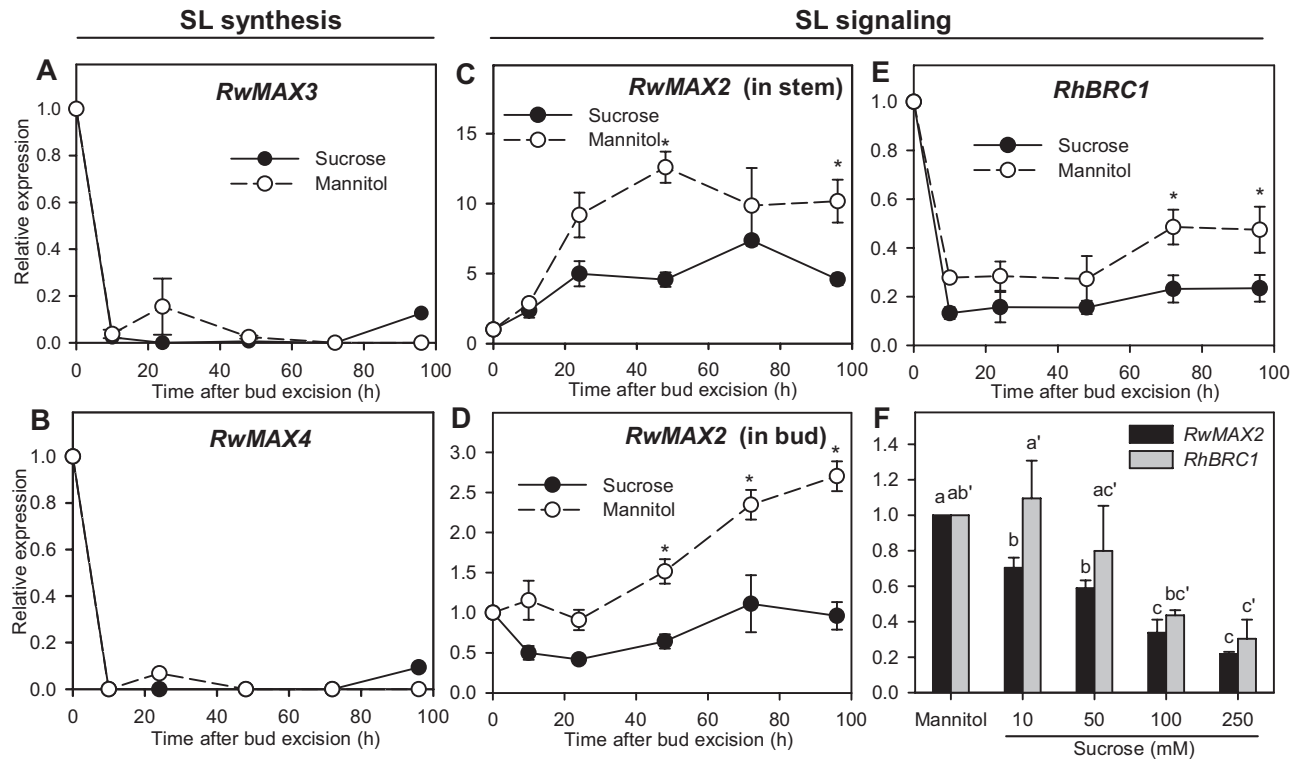 SL synthesis
SL signaling
A
RwMAX3
Relative expression
1.0
0.8
0.6
0.4
0.2
0.0
Sucrose
Mannitol
0 20 40 60 80 100
Time after bud excision (h)
C
RwMAX2 (in stem)
Sucrose
Mannitol
15
10
5
0
* *
0 20 40 60 80 100
Time after bud excision (h)
E
RhBRC1
Sucrose
Mannitol
1.0
0.8
0.6
0.4
0.2
0.0
* *
0 20 40 60 80 100
Time after bud excision (h)
B
RwMAX4
Relative expression
1.0
0.8
0.6
0.4
0.2
0.0
0 20 40 60 80 100
Time after bud excision (h)
D
RwMAX2 (in bud)
Sucrose
Mannitol
3.0
2.5
2.0
1.5
1.0
0.5
0.0
* * *
0 20 40 60 80 100
Time after bud excision (h)
F
RwMAX2
RhBRC1
1.4
1.2
1.0
0.8
0.6
0.4
0.2
0.0
a ab' b a' b ac' c bc' c c'
Mannitol 10 50 100 250
Sucrose (mM)